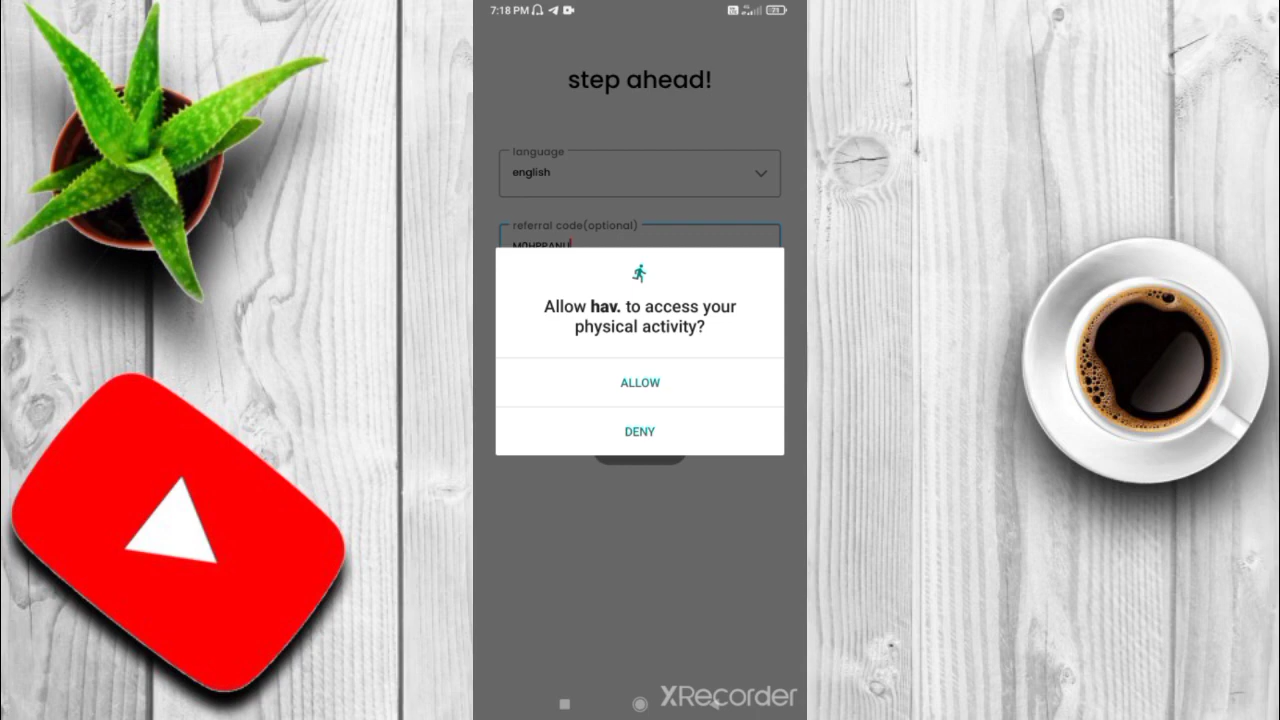 7:18 PM
71
step ahead!
language
english
referral code(optional)
Allow hav. to access your
physical activity?
ALLOW
DENY
XRecorder